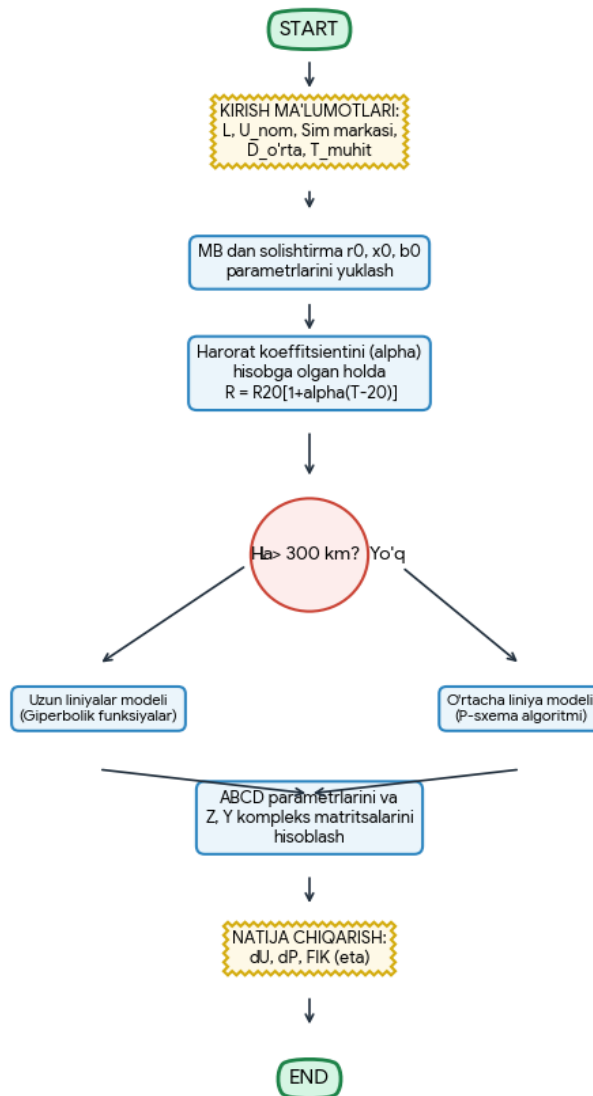 START
KIRISH MA'LUMOTLARI:
L, U_nom, Sim markasi,
D_o'rta, T_muhit
MB dan solishtirma r0, x0, b0
parametrlarini yuklash
Harorat koeffitsientini (alpha)
hisobga olgan holda
R = R20[1+alpha(T-20)]
Ha
L > 300 km?
Yo'q
Uzun liniyalar modeli
(Giperbolik funksiyalar)
O'rtacha liniya modeli
(P-sxema algoritmi)
ABCD parametrlarini va
Z, Y kompleks matritsalarini
hisoblash
NATIJA CHIQARISH:
dU, dP, FIK (eta)
END